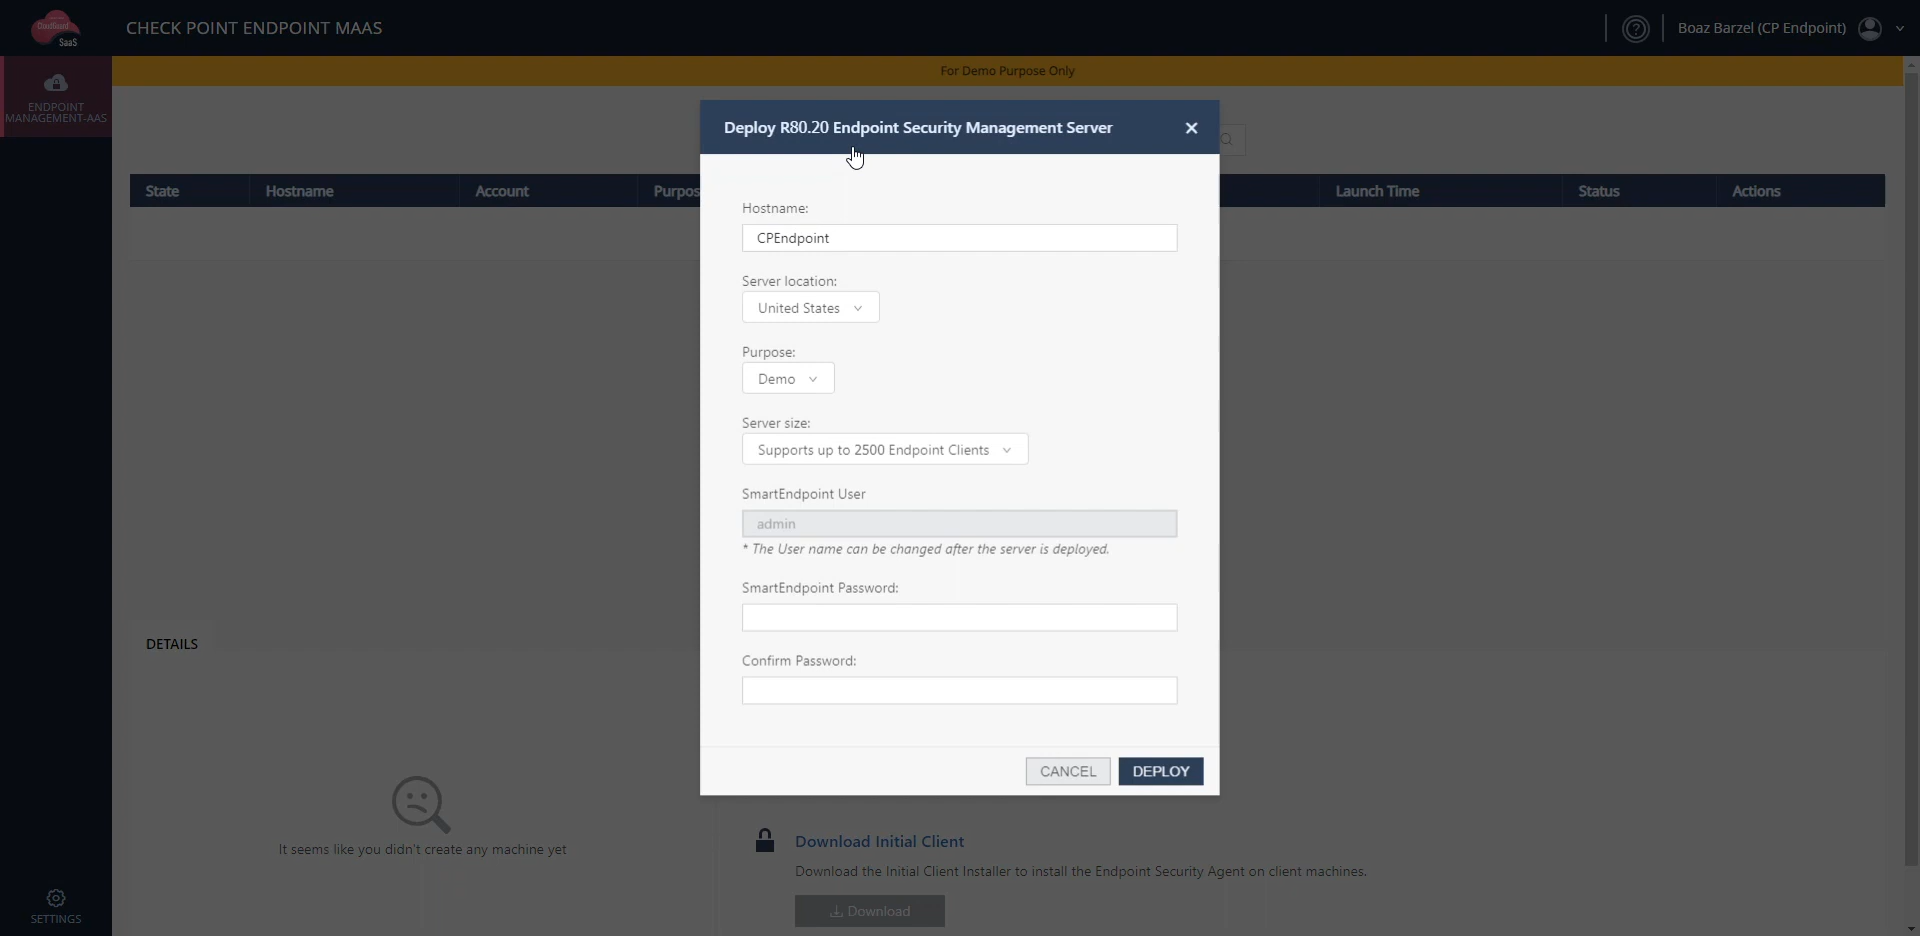 CloudGuard
SaaS
CHECK POINT ENDPOINT MAAS
Boaz Barzel (CP Endpoint)
ENDPOINT
MANAGEMENT-AAS
For Demo Purpose Only
Deploy R80.20 Endpoint Security Management Server
State
Hostname
Account
Purpos
Launch Time
Status
Actions
Hostname:
CPEndpoint
Server location:
United States
Purpose:
Demo
Server size:
Supports up to 2500 Endpoint Clients
SmartEndpoint User
admin
* The User name can be changed after the server is deployed.
SmartEndpoint Password:
Confirm Password:
CANCEL
DEPLOY
DETAILS
It seems like you didn't create any machine yet
Download Initial Client
Download the Initial Client Installer to install the Endpoint Security Agent on client machines.
Download
SETTINGS